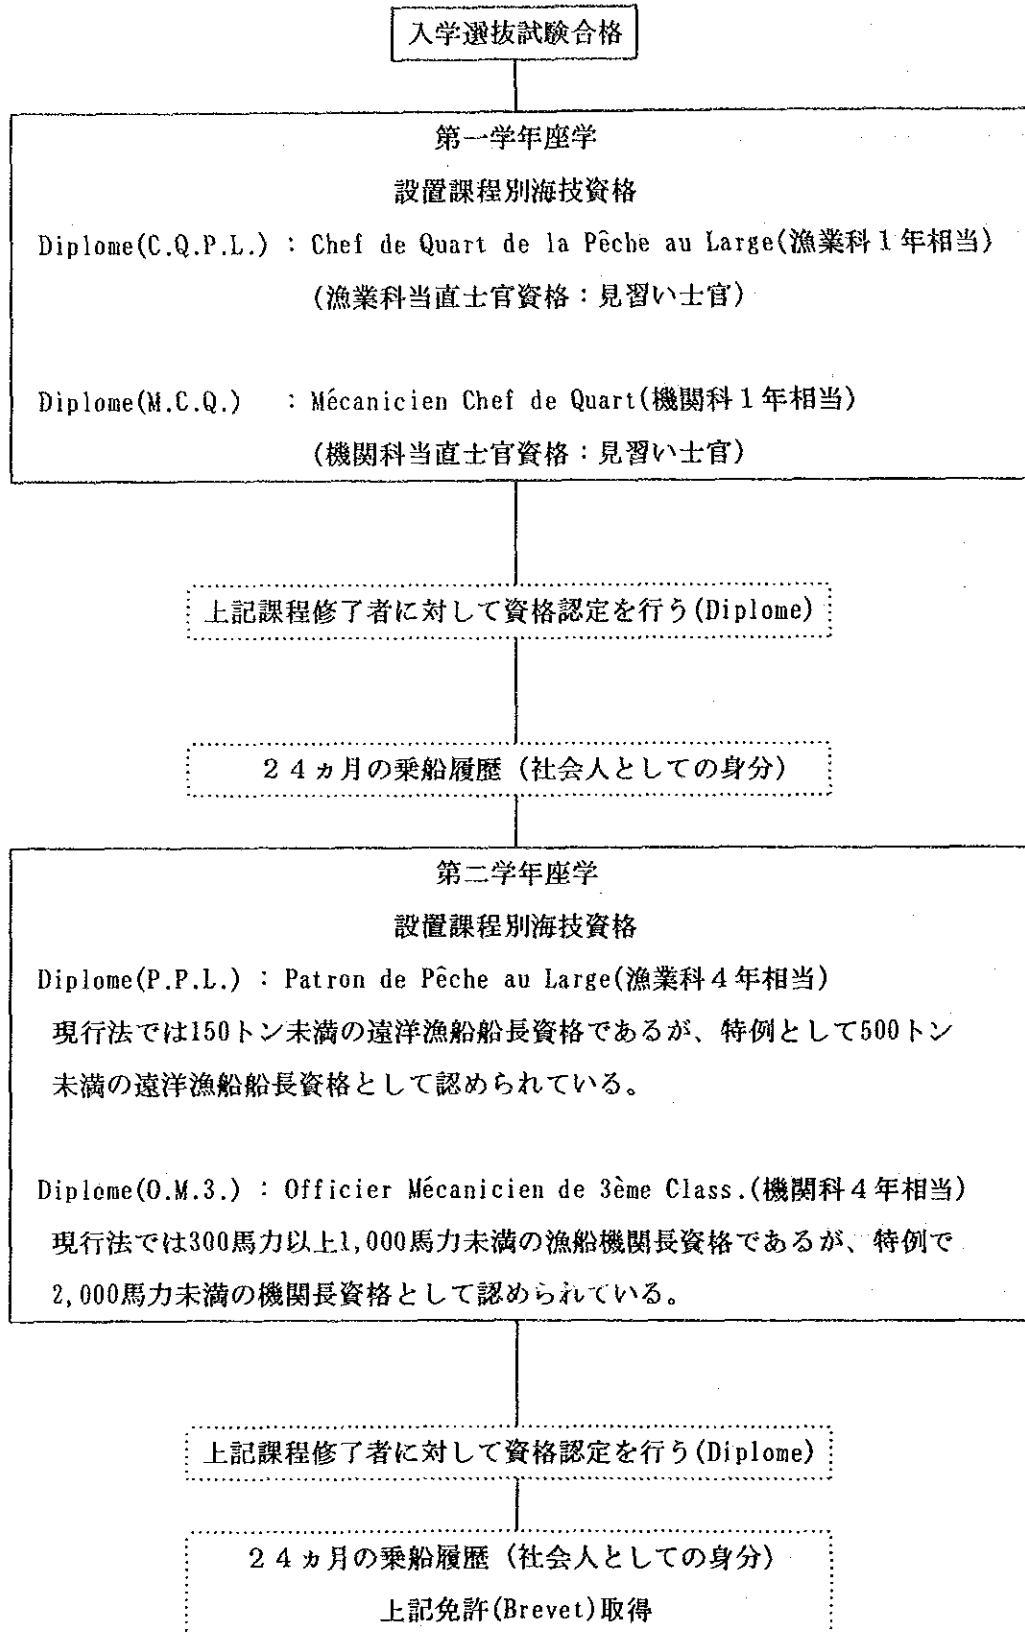 入学選抜試験合格
第一学年座学
設置課程別海技資格
Diplome(C.Q.P.L.) : Chef de Quart de la Pêche au Large(漁業科1年相当)
(漁業科当直士官資格：見習い士官)
Diplome(M.C.Q.) : Mécanicien Chef de Quart(機関科1年相当)
(機関科当直士官資格：見習い士官)
上記課程修了者に対して資格認定を行う(Diplome)
24ヵ月の乗船履歴（社会人としての身分）
第二学年座学
設置課程別海技資格
Diplome(P.P.L.) : Patron de Pêche au Large(漁業科4年相当)
現行法では150トン未満の遠洋漁船船長資格であるが、特例として500トン
未満の遠洋漁船船長資格として認められている。
Diplome(O.M.3.) : Officier Mécanicien de 3ème Class.(機関科4年相当)
現行法では300馬力以上1,000馬力未満の漁船機関長資格であるが、特例で
2,000馬力未満の機関長資格として認められている。
上記課程修了者に対して資格認定を行う(Diplome)
24ヵ月の乗船履歴（社会人としての身分）
上記免許(Brevet)取得